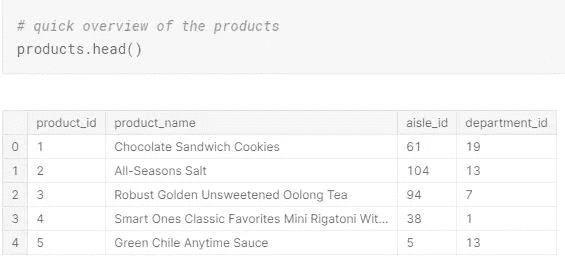 # quick overview of the products
products.head()
product_id product_name aisle_id department_id
0 1 Chocolate Sandwich Cookies 61 19
1 2 All-Seasons Salt 104 13
2 3 Robust Golden Unsweetened Oolong Tea 94 7
3 4 Smart Ones Classic Favorites Mini Rigatoni Wit... 38 1
4 5 Green Chile Anytime Sauce 5 13